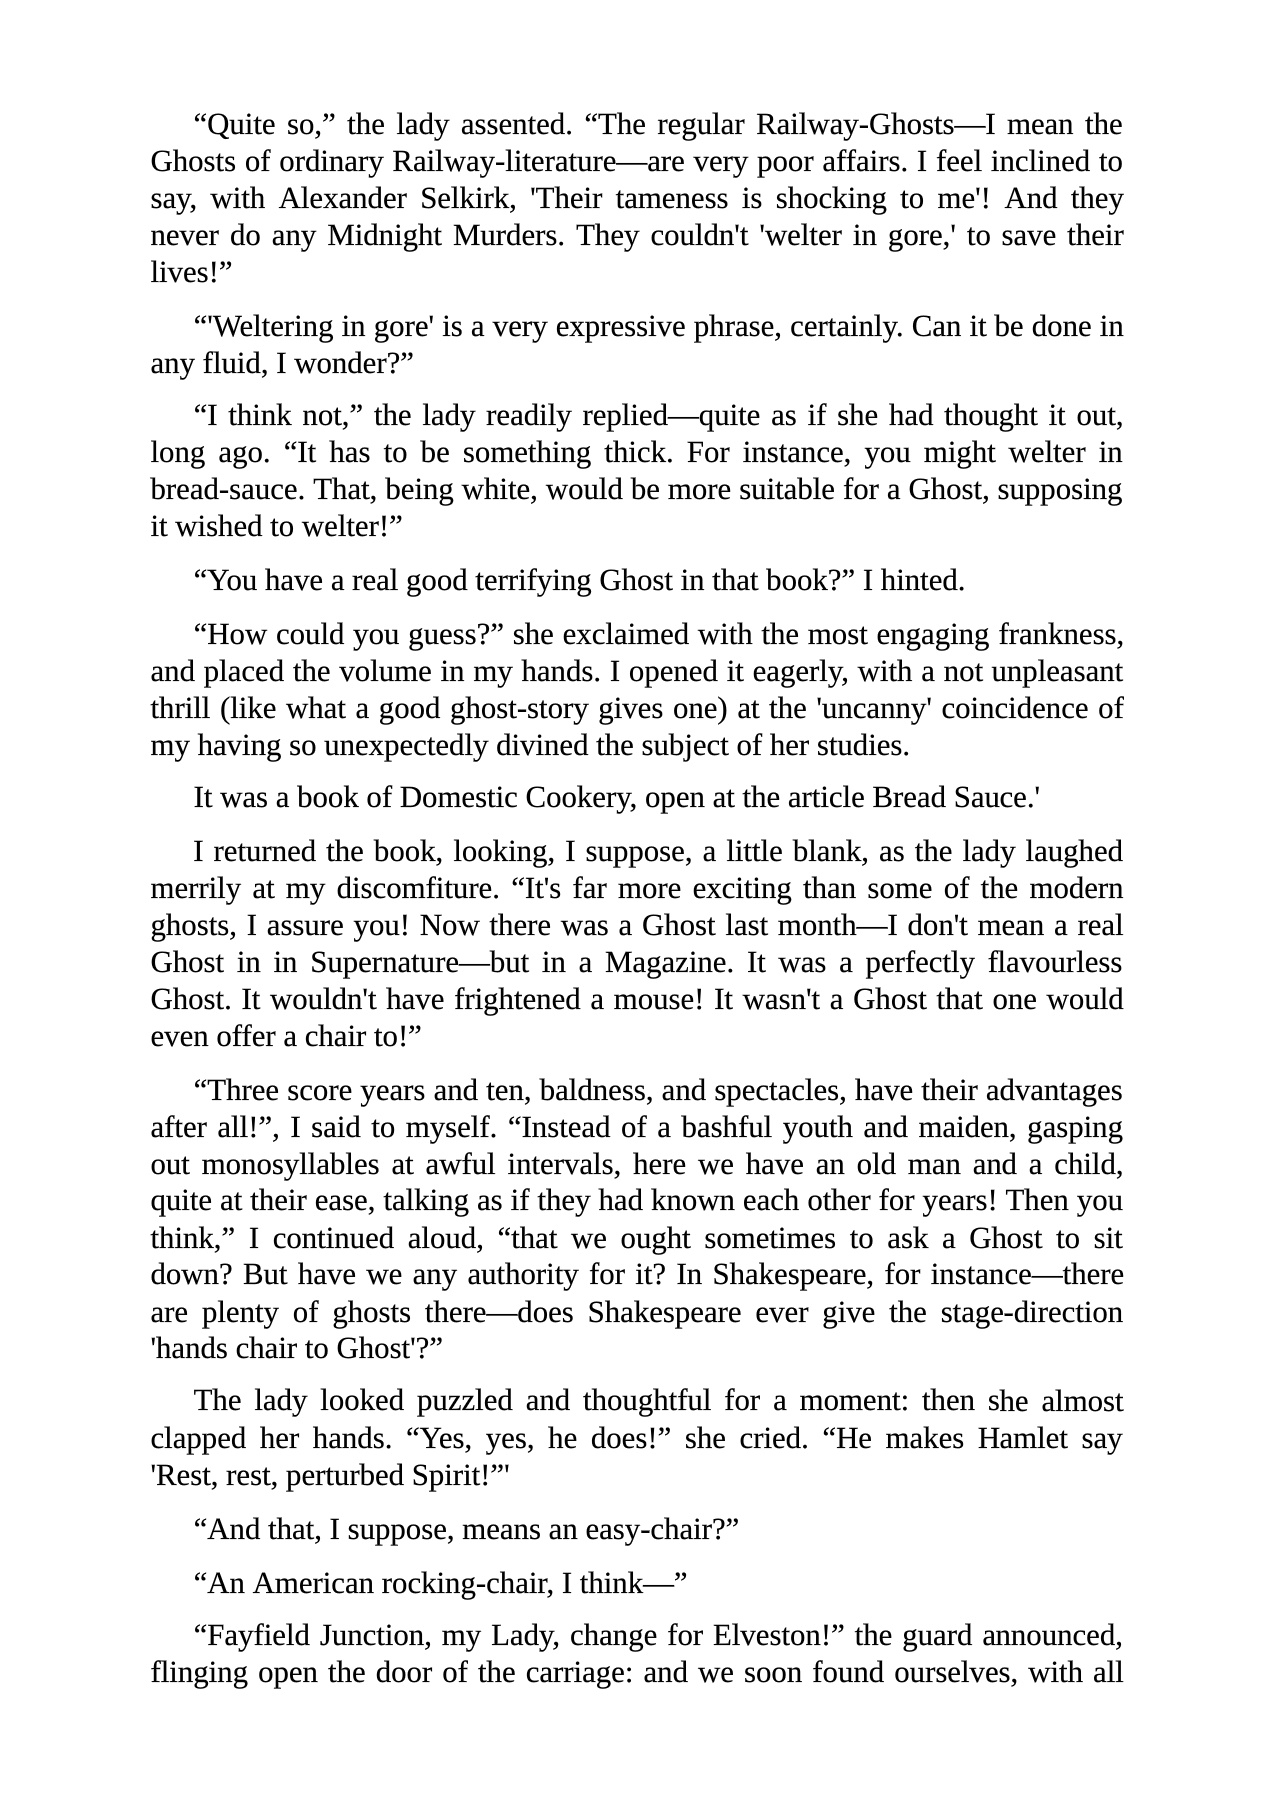 “Quite so,” the lady assented. “The regular Railway-Ghosts—I mean the
Ghosts of ordinary Railway-literature—are very poor affairs. I feel inclined to
say, with Alexander Selkirk, 'Their tameness is shocking to me'! And they
never do any Midnight Murders. They couldn't 'welter in gore,' to save their
lives!”
“'Weltering in gore' is a very expressive phrase, certainly. Can it be done in
any fluid, I wonder?”
“I think not,” the lady readily replied—quite as if she had thought it out,
long ago. “It has to be something thick. For instance, you might welter in
bread-sauce. That, being white, would be more suitable for a Ghost, supposing
it wished to welter!”
“You have a real good terrifying Ghost in that book?” I hinted.
“How could you guess?” she exclaimed with the most engaging frankness,
and placed the volume in my hands. I opened it eagerly, with a not unpleasant
thrill (like what a good ghost-story gives one) at the 'uncanny' coincidence of
my having so unexpectedly divined the subject of her studies.
It was a book of Domestic Cookery, open at the article Bread Sauce.'
I returned the book, looking, I suppose, a little blank, as the lady laughed
merrily at my discomfiture. “It's far more exciting than some of the modern
ghosts, I assure you! Now there was a Ghost last month—I don't mean a real
Ghost in in Supernature—but in a Magazine. It was a perfectly flavourless
Ghost. It wouldn't have frightened a mouse! It wasn't a Ghost that one would
even offer a chair to!”
“Three score years and ten, baldness, and spectacles, have their advantages
after all!”, I said to myself. “Instead of a bashful youth and maiden, gasping
out monosyllables at awful intervals, here we have an old man and a child,
quite at their ease, talking as if they had known each other for years! Then you
think,” I continued aloud, “that we ought sometimes to ask a Ghost to sit
down? But have we any authority for it? In Shakespeare, for instance—there
are plenty of ghosts there—does Shakespeare ever give the stage-direction
'hands chair to Ghost'?”
The lady looked puzzled and thoughtful for a moment: then she almost
clapped her hands. “Yes, yes, he does!” she cried. “He makes Hamlet say
'Rest, rest, perturbed Spirit!”'
“And that, I suppose, means an easy-chair?”
“An American rocking-chair, I think—”
“Fayfield Junction, my Lady, change for Elveston!” the guard announced,
flinging open the door of the carriage: and we soon found ourselves, with all